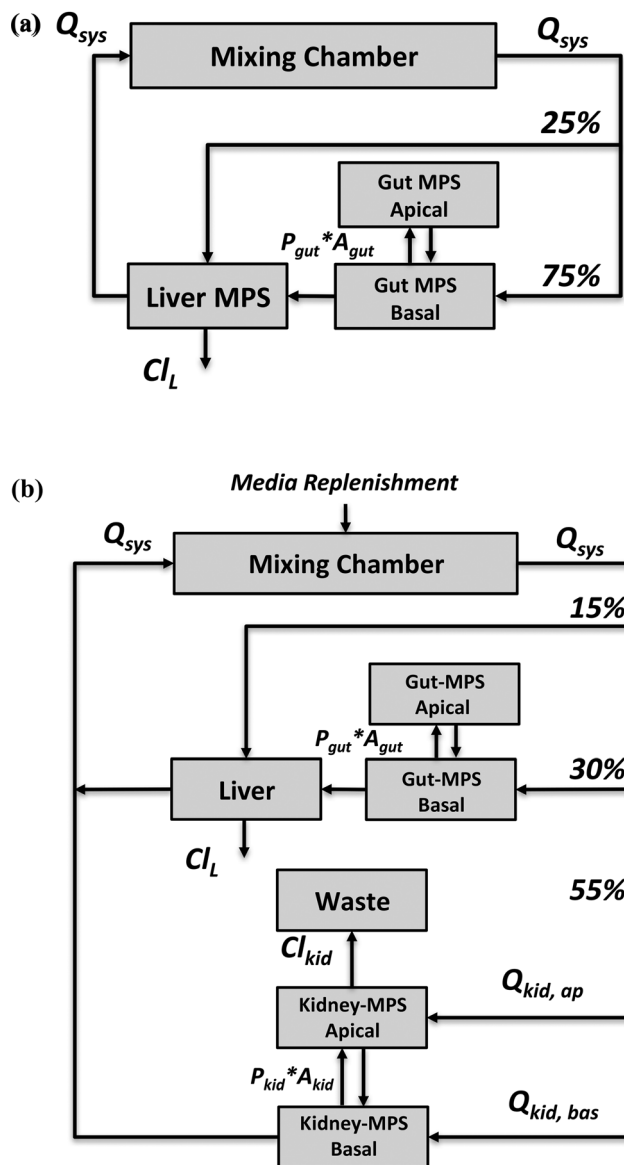 (a)
Q_sys
Q_sys
Mixing Chamber
25%
Gut MPS
Apical
P_gut*A_gut
75%
Liver MPS
Gut MPS
Basal
Cl_L
(b)
Media Replenishment
Q_sys
Q_sys
Mixing Chamber
15%
Gut-MPS
Apical
P_gut*A_gut
30%
Liver
Gut-MPS
Basal
Cl_L
55%
Waste
Cl_kid
Q_kid, ap
Kidney-MPS
Apical
P_kid*A_kid
Q_kid, bas
Kidney-MPS
Basal